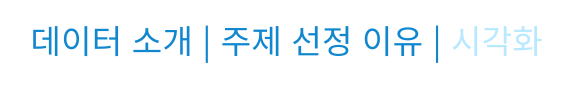 데이터 소개 | 주제 선정 이유 | 시각화